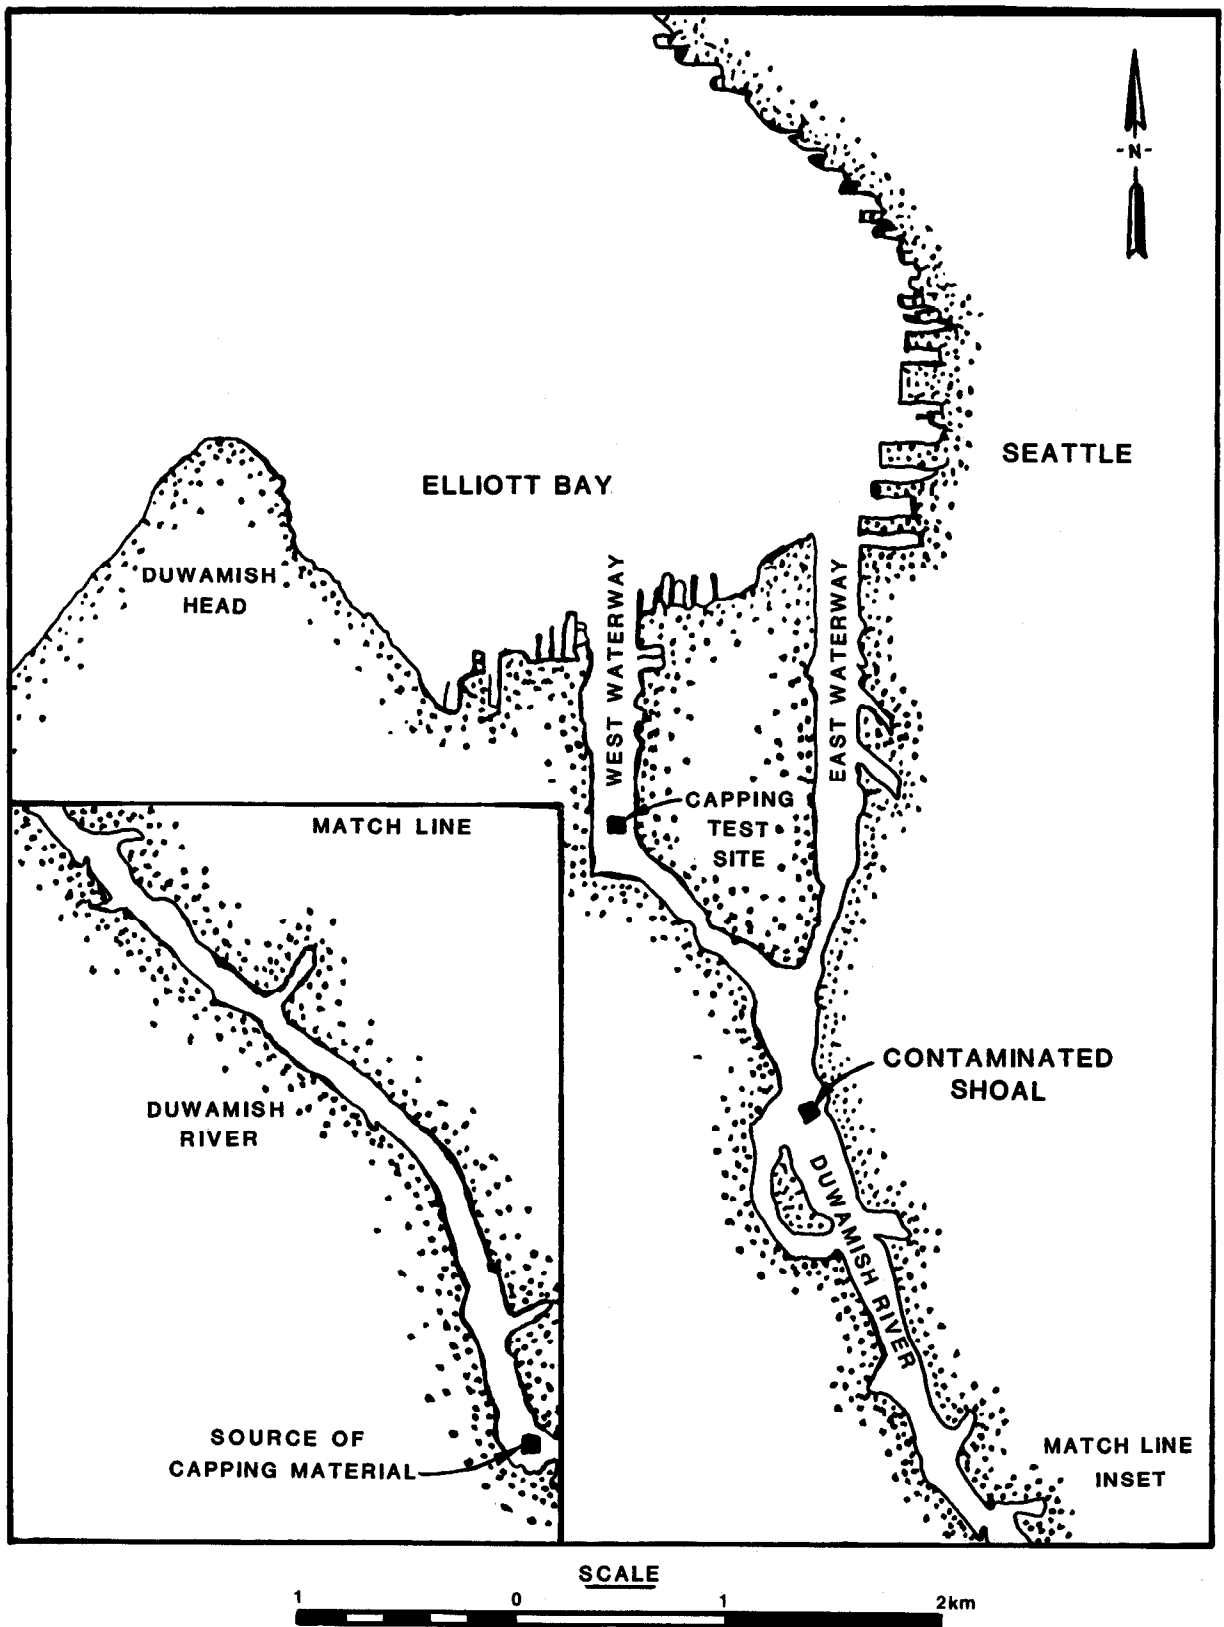 -N-
SEATTLE
ELLIOTT BAY
DUWAMISH
HEAD
WEST WATERWAY
EAST WATERWAY
CAPPING
TEST
SITE
MATCH LINE
CONTAMINATED
SHOAL
DUWAMISH
RIVER
DUWAMISH RIVER
SOURCE OF
CAPPING MATERIAL
MATCH LINE
INSET
SCALE
1 0 1 2km